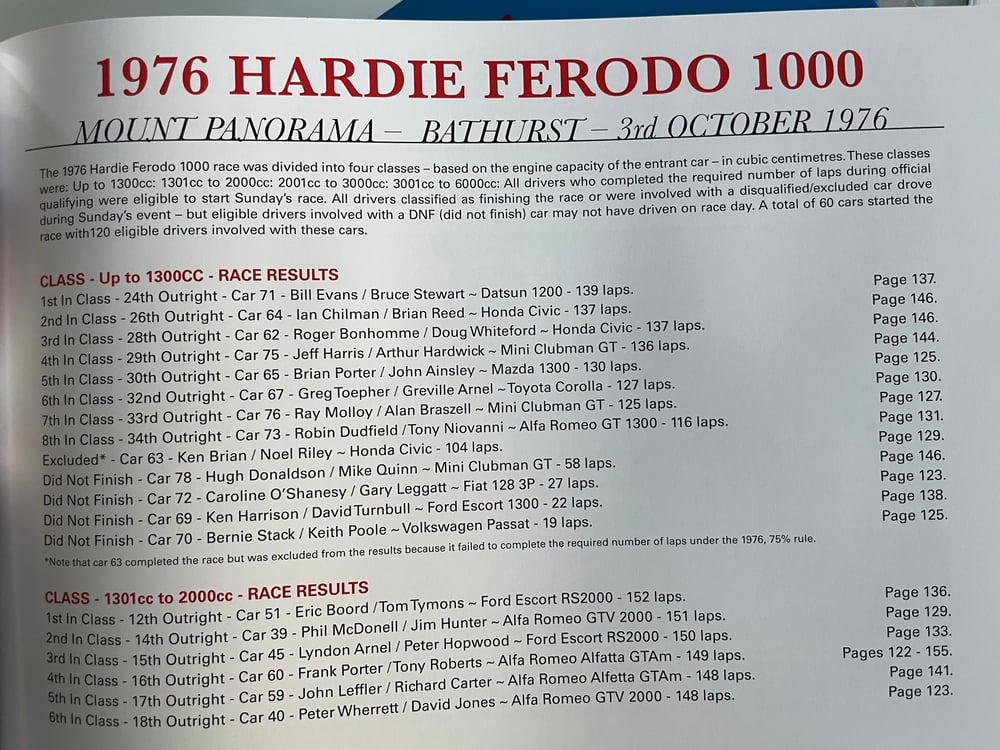 1976 HARDIE FERODO 1000
MOUNT PANORAMA – BATHURST – 3rd OCTOBER 1976
The 1976 Hardie Ferodo 1000 race was divided into four classes – based on the engine capacity of the entrant car – in cubic centimetres. These classes
were: Up to 1300cc: 1301cc to 2000cc: 2001cc to 3000cc: 3001cc to 6000cc: All drivers who completed the required number of laps during official
qualifying were eligible to start Sunday's race. All drivers classified as finishing the race or were involved with a disqualified/excluded car drove
during Sunday's event – but eligible drivers involved with a DNF (did not finish) car may not have driven on race day. A total of 60 cars started the
race with120 eligible drivers involved with these cars.
CLASS - Up to 1300CC - RACE RESULTS
1st In Class - 24th Outright - Car 71 - Bill Evans / Bruce Stewart ~ Datsun 1200 - 139 laps. Page 137.
2nd In Class - 26th Outright - Car 64 - Ian Chilman / Brian Reed ~ Honda Civic - 137 laps. Page 146.
3rd In Class - 28th Outright - Car 62 - Roger Bonhomme / Doug Whiteford ~ Honda Civic - 137 laps. Page 146.
4th In Class - 29th Outright - Car 75 - Jeff Harris / Arthur Hardwick ~ Mini Clubman GT - 136 laps. Page 144.
5th In Class - 30th Outright - Car 65 - Brian Porter / John Ainsley ~ Mazda 1300 - 130 laps. Page 125.
6th In Class - 32nd Outright - Car 67 - Greg Toepher / Greville Arnel ~ Toyota Corolla - 127 laps. Page 130.
7th In Class - 33rd Outright - Car 76 - Ray Molloy / Alan Braszell ~ Mini Clubman GT - 125 laps. Page 127.
8th In Class - 34th Outright - Car 73 - Robin Dudfield / Tony Niovanni ~ Alfa Romeo GT 1300 - 116 laps. Page 131.
Excluded* - Car 63 - Ken Brian / Noel Riley ~ Honda Civic - 104 laps. Page 129.
Did Not Finish - Car 78 - Hugh Donaldson / Mike Quinn ~ Mini Clubman GT - 58 laps. Page 146.
Did Not Finish - Car 72 - Caroline O'Shanesy / Gary Leggatt ~ Fiat 128 3P - 27 laps. Page 123.
Did Not Finish - Car 69 - Ken Harrison / David Turnbull ~ Ford Escort 1300 - 22 laps. Page 138.
Did Not Finish - Car 70 - Bernie Stack / Keith Poole ~ Volkswagen Passat - 19 laps. Page 125.
*Note that car 63 completed the race but was excluded from the results because it failed to complete the required number of laps under the 1976, 75% rule.
CLASS - 1301cc to 2000cc - RACE RESULTS
1st In Class - 12th Outright - Car 51 - Eric Boord / Tom Tymons ~ Ford Escort RS2000 - 152 laps. Page 136.
2nd In Class - 14th Outright - Car 39 - Phil McDonell / Jim Hunter ~ Alfa Romeo GTV 2000 - 151 laps. Page 129.
3rd In Class - 15th Outright - Car 45 - Lyndon Arnel / Peter Hopwood ~ Ford Escort RS2000 - 150 laps. Page 133.
4th In Class - 16th Outright - Car 60 - Frank Porter / Tony Roberts ~ Alfa Romeo Alfatta GTAm - 149 laps. Pages 122 - 155.
5th In Class - 17th Outright - Car 59 - John Leffler / Richard Carter ~ Alfa Romeo Alfetta GTAm - 148 laps. Page 141.
6th In Class - 18th Outright - Car 40 - Peter Wherrett / David Jones ~ Alfa Romeo GTV 2000 - 148 laps. Page 123.